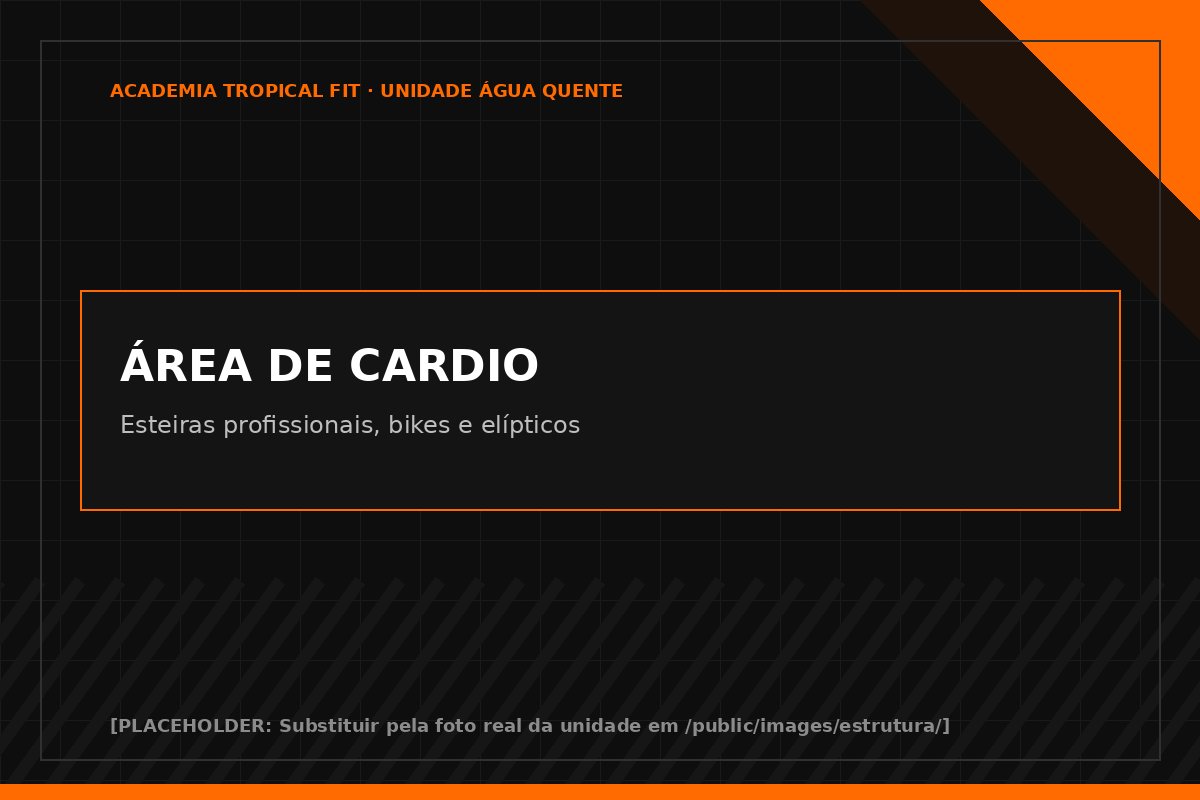 ACADEMIA TROPICAL FIT · UNIDADE ÁGUA QUENTE
ÁREA DE CARDIO
Esteiras profissionais, bikes e elípticos
[PLACEHOLDER: Substituir pela foto real da unidade em /public/images/estrutura/]